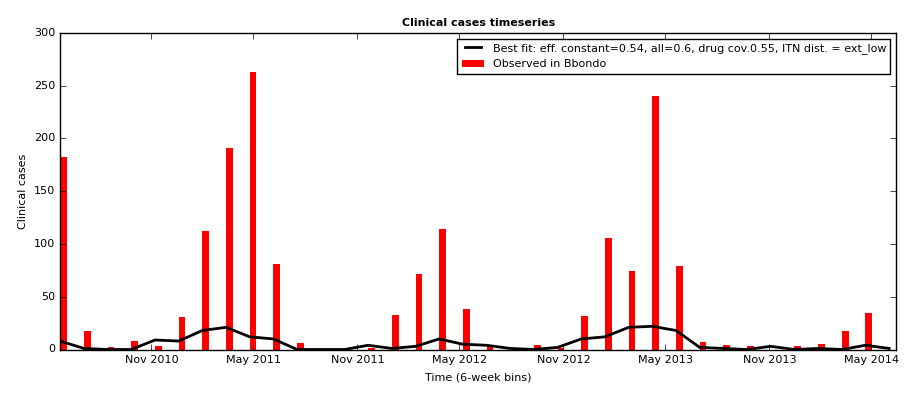 Clinical cases timeseries
Best fit: eff. constant=0.54, all=0.6, drug cov.0.55, ITN dist. = ext_low
Observed in Bbondo
Clinical cases
300
250
200
150
100
50
0
Nov 2010 May 2011 Nov 2011 May 2012 Nov 2012 May 2013 Nov 2013 May 2014
Time (6-week bins)